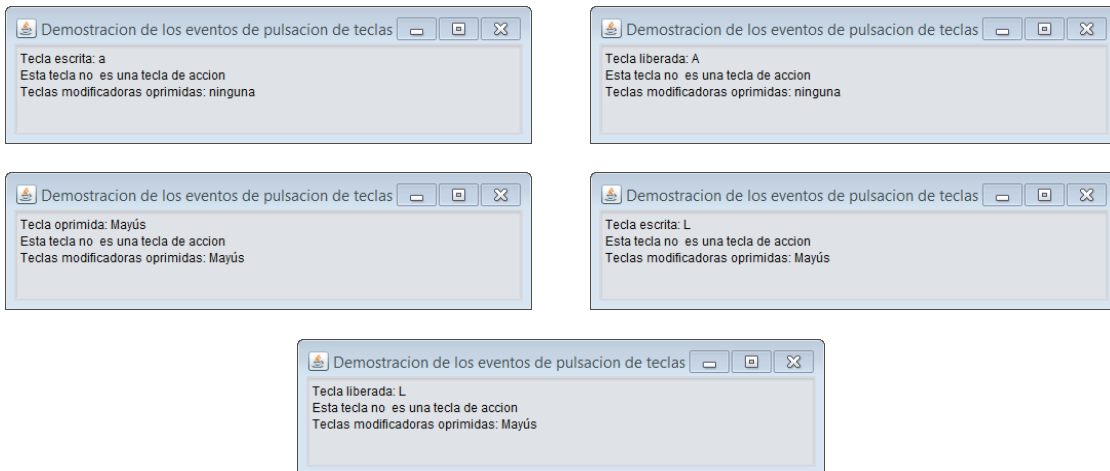 Demostracion de los eventos de pulsacion de teclas
Tecla escrita: a
Esta tecla no  es una tecla de accion
Teclas modificadoras oprimidas: ninguna
Demostracion de los eventos de pulsacion de teclas
Tecla liberada: A
Esta tecla no  es una tecla de accion
Teclas modificadoras oprimidas: ninguna
Demostracion de los eventos de pulsacion de teclas
Tecla oprimida: Mayús
Esta tecla no  es una tecla de accion
Teclas modificadoras oprimidas: Mayús
Demostracion de los eventos de pulsacion de teclas
Tecla escrita: L
Esta tecla no  es una tecla de accion
Teclas modificadoras oprimidas: Mayús
Demostracion de los eventos de pulsacion de teclas
Tecla liberada: L
Esta tecla no  es una tecla de accion
Teclas modificadoras oprimidas: Mayús